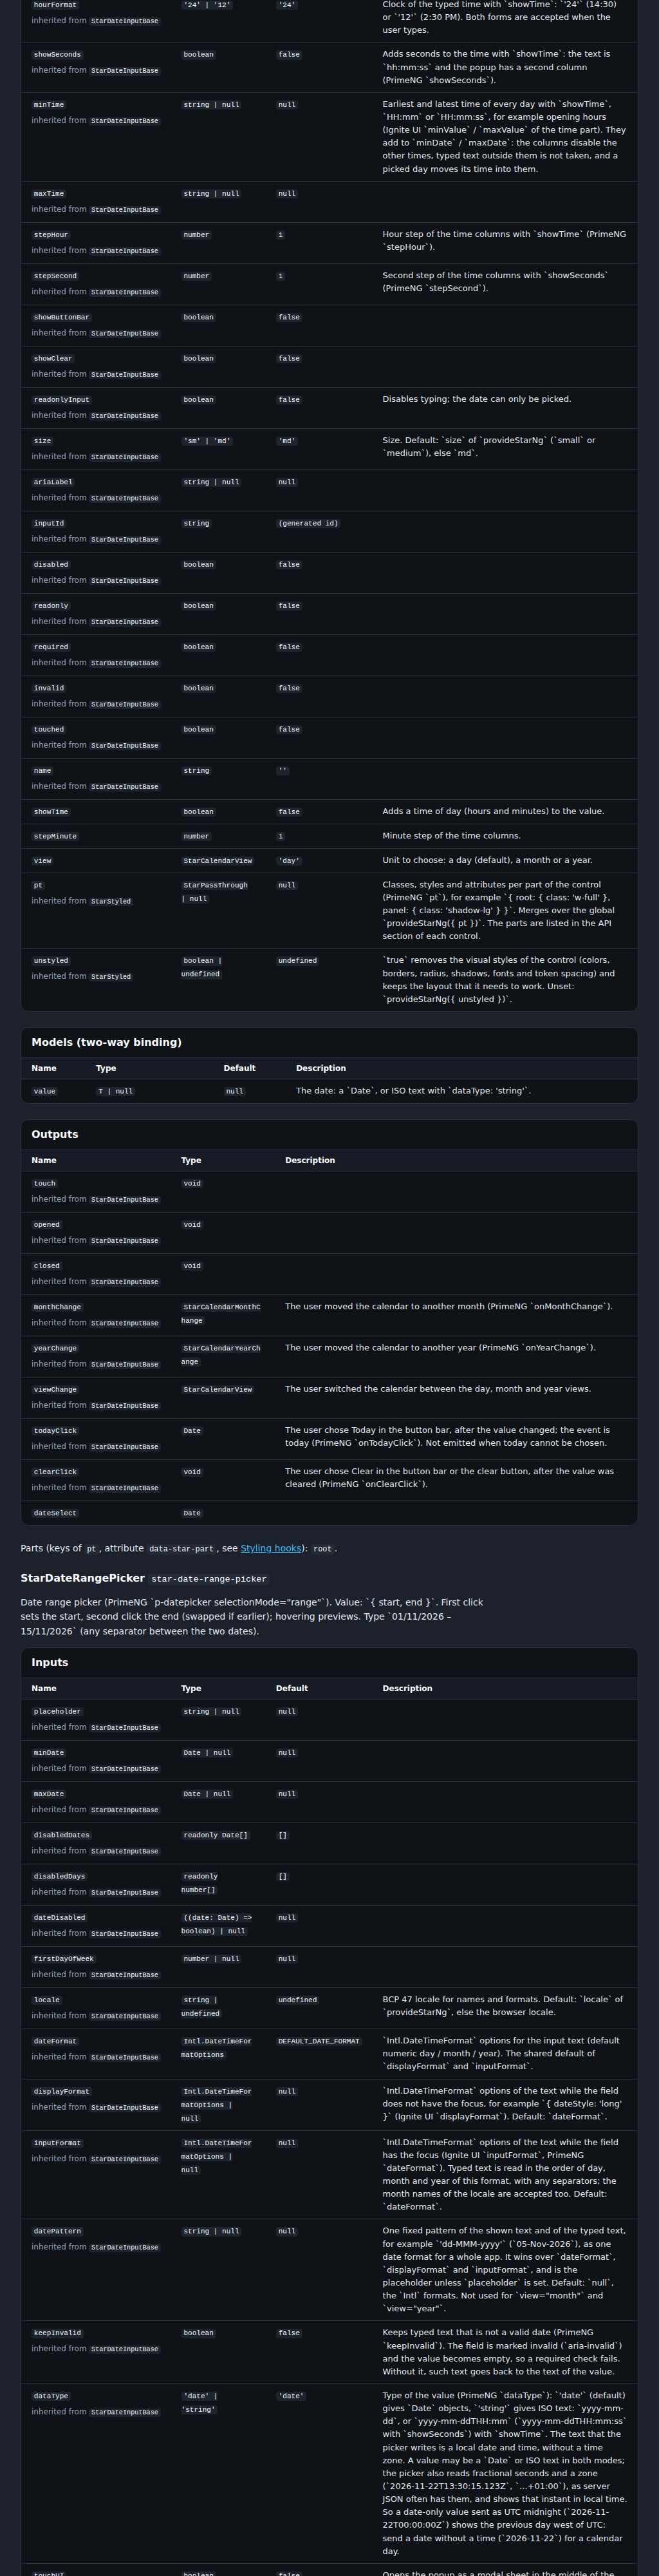 hourFormat '24' | '12' '24' Clock of the typed time with `showTime`: `'24'` (14:30)
inherited from StarDateInputBase or `'12'` (2:30 PM). Both forms are accepted when the
user types.
showSeconds boolean false Adds seconds to the time with `showTime`: the text is
inherited from StarDateInputBase `hh:mm:ss` and the popup has a second column
(PrimeNG `showSeconds`).
minTime string | null null Earliest and latest time of every day with `showTime`,
inherited from StarDateInputBase `HH:mm` or `HH:mm:ss`, for example opening hours
(Ignite UI `minValue` / `maxValue` of the time part). They
add to `minDate` / `maxDate`: the columns disable the
other times, typed text outside them is not taken, and a
picked day moves its time into them.
maxTime string | null null
inherited from StarDateInputBase
stepHour number 1 Hour step of the time columns with `showTime` (PrimeNG
inherited from StarDateInputBase `stepHour`).
stepSecond number 1 Second step of the time columns with `showSeconds`
inherited from StarDateInputBase (PrimeNG `stepSecond`).
showButtonBar boolean false
inherited from StarDateInputBase
showClear boolean false
inherited from StarDateInputBase
readonlyInput boolean false Disables typing; the date can only be picked.
inherited from StarDateInputBase
size 'sm' | 'md' 'md' Size. Default: `size` of `provideStarNg` (`small` or
inherited from StarDateInputBase `medium`), else `md`.
ariaLabel string | null null
inherited from StarDateInputBase
inputId string (generated id)
inherited from StarDateInputBase
disabled boolean false
inherited from StarDateInputBase
readonly boolean false
inherited from StarDateInputBase
required boolean false
inherited from StarDateInputBase
invalid boolean false
inherited from StarDateInputBase
touched boolean false
inherited from StarDateInputBase
name string ''
inherited from StarDateInputBase
showTime boolean false Adds a time of day (hours and minutes) to the value.
stepMinute number 1 Minute step of the time columns.
view StarCalendarView 'day' Unit to choose: a day (default), a month or a year.
pt StarPassThrough null Classes, styles and attributes per part of the control
inherited from StarStyled | null (PrimeNG `pt`), for example `{ root: { class: 'w-full' },
panel: { class: 'shadow-lg' } }`. Merges over the global
`provideStarNg({ pt })`. The parts are listed in the API
section of each control.
unstyled boolean | undefined `true` removes the visual styles of the control (colors,
inherited from StarStyled undefined borders, radius, shadows, fonts and token spacing) and
keeps the layout that it needs to work. Unset:
`provideStarNg({ unstyled })`.
Models (two-way binding)
Name Type Default Description
value T | null null The date: a `Date`, or ISO text with `dataType: 'string'`.
Outputs
Name Type Description
touch void
inherited from StarDateInputBase
opened void
inherited from StarDateInputBase
closed void
inherited from StarDateInputBase
monthChange StarCalendarMonthC The user moved the calendar to another month (PrimeNG `onMonthChange`).
inherited from StarDateInputBase hange
yearChange StarCalendarYearCh The user moved the calendar to another year (PrimeNG `onYearChange`).
inherited from StarDateInputBase ange
viewChange StarCalendarView The user switched the calendar between the day, month and year views.
inherited from StarDateInputBase
todayClick Date The user chose Today in the button bar, after the value changed; the event is
inherited from StarDateInputBase today (PrimeNG `onTodayClick`). Not emitted when today cannot be chosen.
clearClick void The user chose Clear in the button bar or the clear button, after the value was
inherited from StarDateInputBase cleared (PrimeNG `onClearClick`).
dateSelect Date
Parts (keys of pt, attribute data-star-part, see Styling hooks): root.
StarDateRangePicker star-date-range-picker
Date range picker (PrimeNG `p-datepicker selectionMode="range"`). Value: `{ start, end }`. First click
sets the start, second click the end (swapped if earlier); hovering previews. Type `01/11/2026 –
15/11/2026` (any separator between the two dates).
Inputs
Name Type Default Description
placeholder string | null null
inherited from StarDateInputBase
minDate Date | null null
inherited from StarDateInputBase
maxDate Date | null null
inherited from StarDateInputBase
disabledDates readonly Date[] []
inherited from StarDateInputBase
disabledDays readonly []
inherited from StarDateInputBase number[]
dateDisabled ((date: Date) => null
inherited from StarDateInputBase boolean) | null
firstDayOfWeek number | null null
inherited from StarDateInputBase
locale string | undefined BCP 47 locale for names and formats. Default: `locale` of
inherited from StarDateInputBase undefined `provideStarNg`, else the browser locale.
dateFormat Intl.DateTimeFor DEFAULT_DATE_FORMAT `Intl.DateTimeFormat` options for the input text (default
inherited from StarDateInputBase matOptions numeric day / month / year). The shared default of
`displayFormat` and `inputFormat`.
displayFormat Intl.DateTimeFor null `Intl.DateTimeFormat` options of the text while the field
inherited from StarDateInputBase matOptions | does not have the focus, for example `{ dateStyle: 'long'
null }` (Ignite UI `displayFormat`). Default: `dateFormat`.
inputFormat Intl.DateTimeFor null `Intl.DateTimeFormat` options of the text while the field
inherited from StarDateInputBase matOptions | has the focus (Ignite UI `inputFormat`, PrimeNG
null `dateFormat`). Typed text is read in the order of day,
month and year of this format, with any separators; the
month names of the locale are accepted too. Default:
`dateFormat`.
datePattern string | null null One fixed pattern of the shown text and of the typed text,
inherited from StarDateInputBase for example `'dd-MMM-yyyy'` (`05-Nov-2026`), as one
date format for a whole app. It wins over `dateFormat`,
`displayFormat` and `inputFormat`, and is the
placeholder unless `placeholder` is set. Default: `null`,
the `Intl` formats. Not used for `view="month"` and
`view="year"`.
keepInvalid boolean false Keeps typed text that is not a valid date (PrimeNG
inherited from StarDateInputBase `keepInvalid`). The field is marked invalid (`aria-invalid`)
and the value becomes empty, so a required check fails.
Without it, such text goes back to the text of the value.
dataType 'date' | 'date' Type of the value (PrimeNG `dataType`): `'date'` (default)
inherited from StarDateInputBase 'string' gives `Date` objects, `'string'` gives ISO text: `yyyy-mm-
dd`, or `yyyy-mm-ddTHH:mm` (`yyyy-mm-ddTHH:mm:ss`
with `showSeconds`) with `showTime`. The text that the
picker writes is a local date and time, without a time
zone. A value may be a `Date` or ISO text in both modes;
the picker also reads fractional seconds and a zone
(`2026-11-22T13:30:15.123Z`, `...+01:00`), as server
JSON often has them, and shows that instant in local time.
So a date-only value sent as UTC midnight (`2026-11-
22T00:00:00Z`) shows the previous day west of UTC:
send a date without a time (`2026-11-22`) for a calendar
day.
touchUI boolean false Opens the popup as a modal sheet in the middle of the